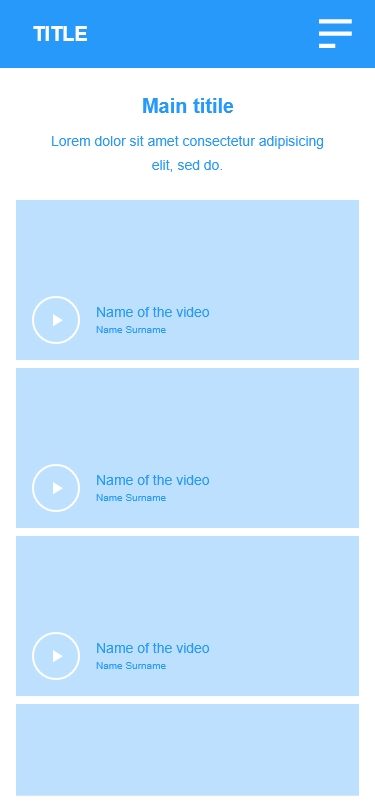 TITLE
Main titile
Lorem dolor sit amet consectetur adipisicing
elit, sed do.
Name of the video
Name Surname
Name of the video
Name Surname
Name of the video
Name Surname